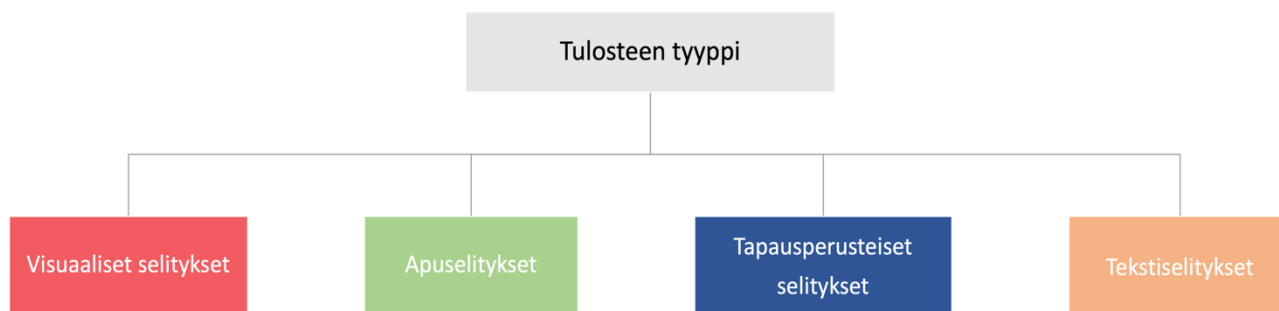 Tulosteen tyyppi
Visuaaliset selitykset
Apuselitykset
Tapausperusteiset
selitykset
Tekstiselitykset